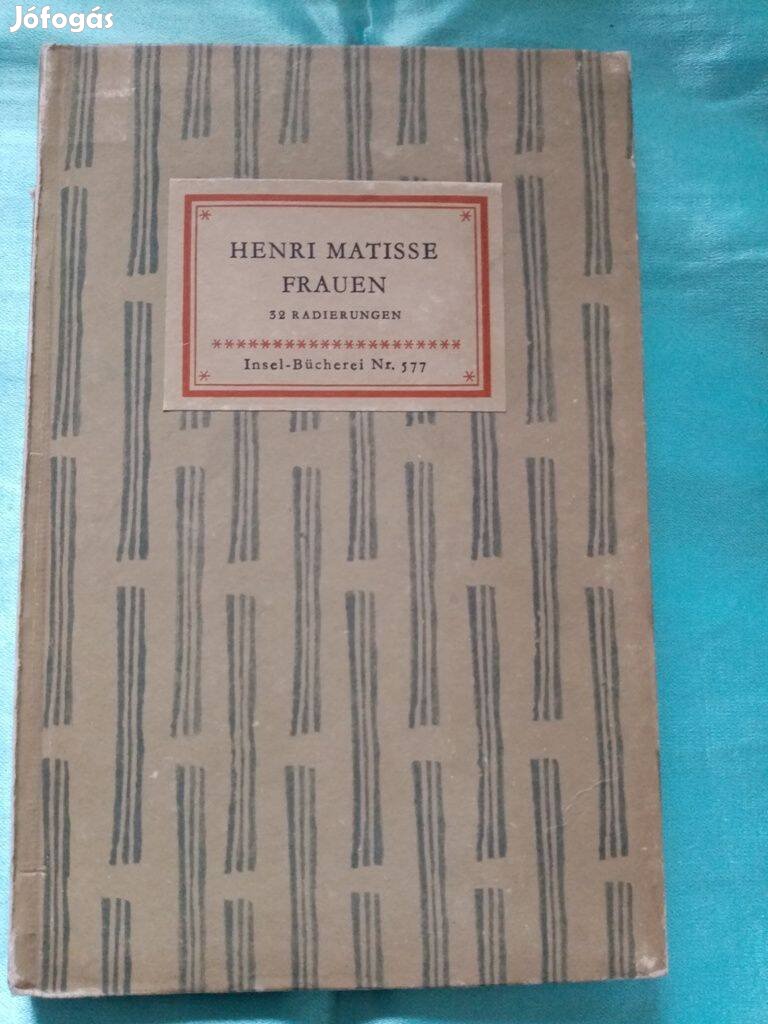 Jófogás
HENRI MATISSE
FRAUEN
32 RADIERUNGEN
Insel-Bücherei Nr. 577